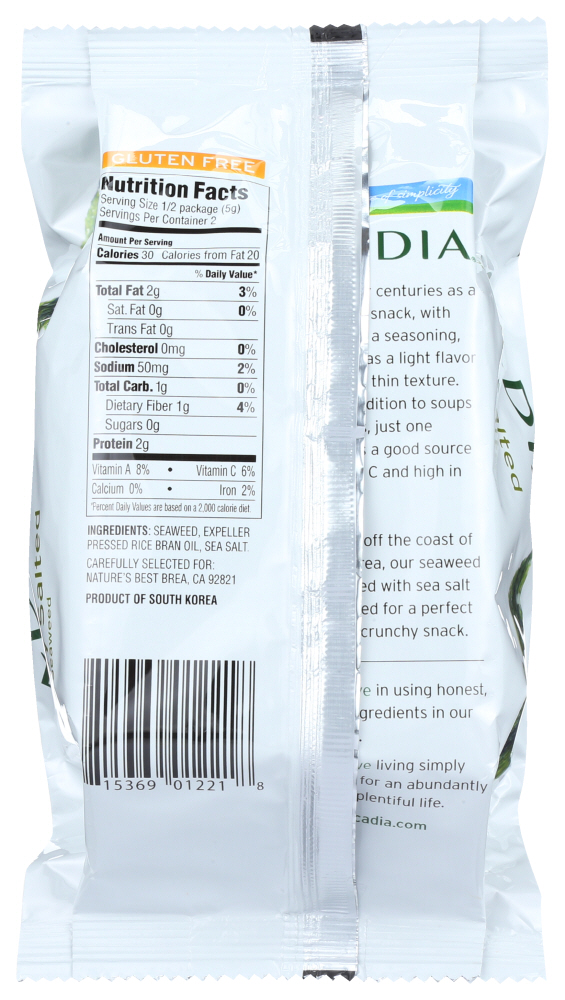 GLUTEN FREE
Nutrition Facts
Serving Size 1/2 package (5g)
Servings Per Container 2
Amount Per Serving
Calories 30 Calories from Fat 20
% Daily Value*
Total Fat 2g 3%
Sat. Fat 0g 0%
Trans Fat 0g
Cholesterol 0mg 0%
Sodium 50mg 2%
Total Carb. 1g 0%
Dietary Fiber 1g 4%
Sugars 0g
Protein 2g
Vitamin A 8% • Vitamin C 6%
Calcium 0% • Iron 2%
*Percent Daily Values are based on a 2,000 calorie diet
INGREDIENTS: SEAWEED, EXPELLER
PRESSED RICE BRAN OIL, SEA SALT.
CAREFULLY SELECTED FOR:
NATURE'S BEST BREA, CA 92821
PRODUCT OF SOUTH KOREA
15369 01221 8
of simplicity
DIA
centuries as a
snack, with
a seasoning,
as a light flavor
thin texture.
dition to soups
, just one
a good source
C and high in
off the coast of
rea, our seaweed
ed with sea salt
ed for a perfect
crunchy snack.
e in using honest,
gredients in our
ve living simply
for an abundantly
plentiful life.
cadia.com
alted
Salted
seaweed